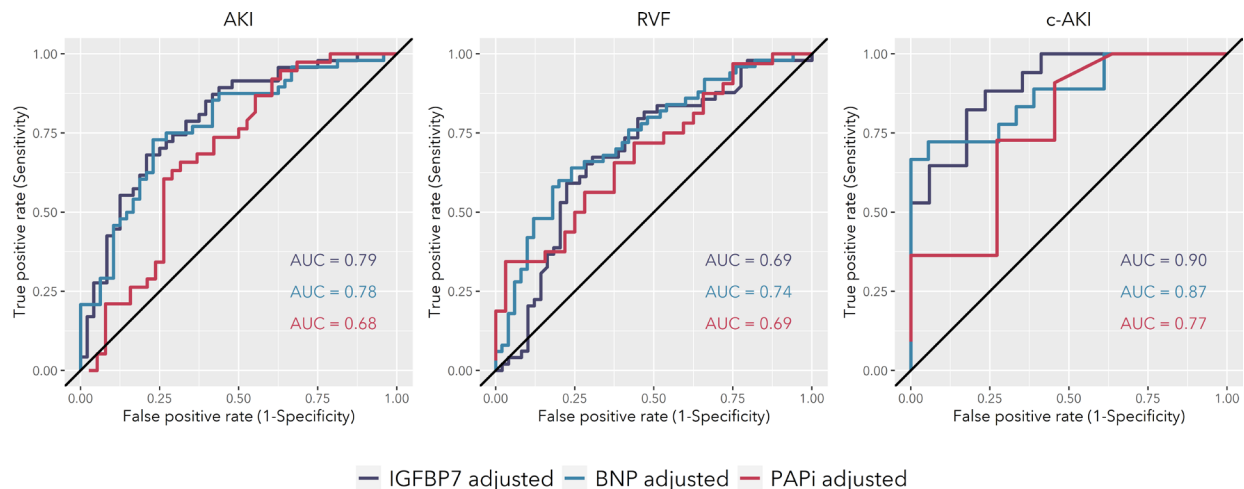 AKI
RVF
c-AKI
True positive rate (Sensitivity)
1.00
0.75
0.50
0.25
0.00
AUC = 0.79
AUC = 0.78
AUC = 0.68
0.00 0.25 0.50 0.75 1.00
False positive rate (1-Specificity)
True positive rate (Sensitivity)
1.00
0.75
0.50
0.25
0.00
AUC = 0.69
AUC = 0.74
AUC = 0.69
0.00 0.25 0.50 0.75 1.00
False positive rate (1-Specificity)
True positive rate (Sensitivity)
1.00
0.75
0.50
0.25
0.00
AUC = 0.90
AUC = 0.87
AUC = 0.77
0.00 0.25 0.50 0.75 1.00
False positive rate (1-Specificity)
IGFBP7 adjusted BNP adjusted PAPi adjusted